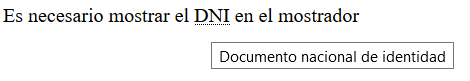 Es necesario mostrar el DNI en el mostrador
Documento nacional de identidad